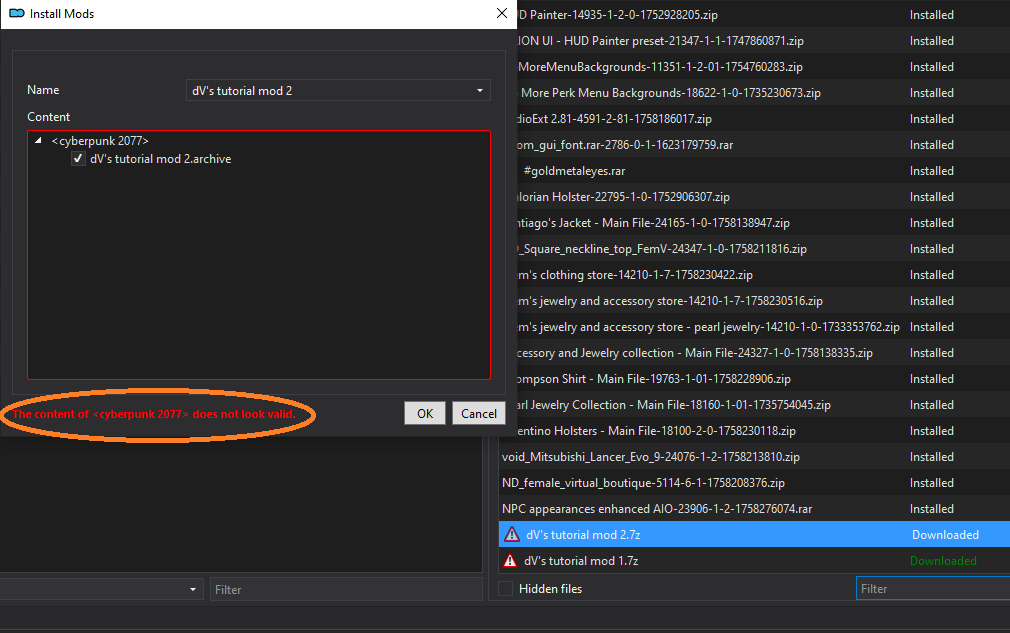 Install Mods
Name
dV's tutorial mod 2
Content
<cyberpunk 2077>
dV's tutorial mod 2.archive
The content of <cyberpunk 2077> does not look valid.
OK
Cancel
D Painter-14935-1-2-0-1752928205.zip Installed
ION UI - HUD Painter preset-21347-1-1-1747860871.zip Installed
MoreMenuBackgrounds-11351-1-2-01-1754760283.zip Installed
More Perk Menu Backgrounds-18622-1-0-1735230673.zip Installed
dioExt 2.81-4591-2-81-1758186017.zip Installed
om_gui_font.rar-2786-0-1-1623179759.rar Installed
#goldmetaleyes.rar Installed
lorian Holster-22795-1-0-1752906307.zip Installed
ntiago's Jacket - Main File-24165-1-0-1758138947.zip Installed
_Square_neckline_top_FemV-24347-1-0-1758211816.zip Installed
em's clothing store-14210-1-7-1758230422.zip Installed
em's jewelry and accessory store-14210-1-7-1758230516.zip Installed
em's jewelry and accessory store - pearl jewelry-14210-1-0-1733353762.zip Installed
cessory and Jewelry collection - Main File-24327-1-0-1758138335.zip Installed
ompson Shirt - Main File-19763-1-01-1758228906.zip Installed
arl Jewelry Collection - Main File-18160-1-01-1735754045.zip Installed
entino Holsters - Main File-18100-2-0-1758230118.zip Installed
void_Mitsubishi_Lancer_Evo_9-24076-1-2-1758213810.zip Installed
ND_female_virtual_boutique-5114-6-1-1758208376.zip Installed
NPC appearances enhanced AIO-23906-1-2-1758276074.rar Installed
dV's tutorial mod 2.7z Downloaded
dV's tutorial mod 1.7z Downloaded
Filter
Hidden files
Filter